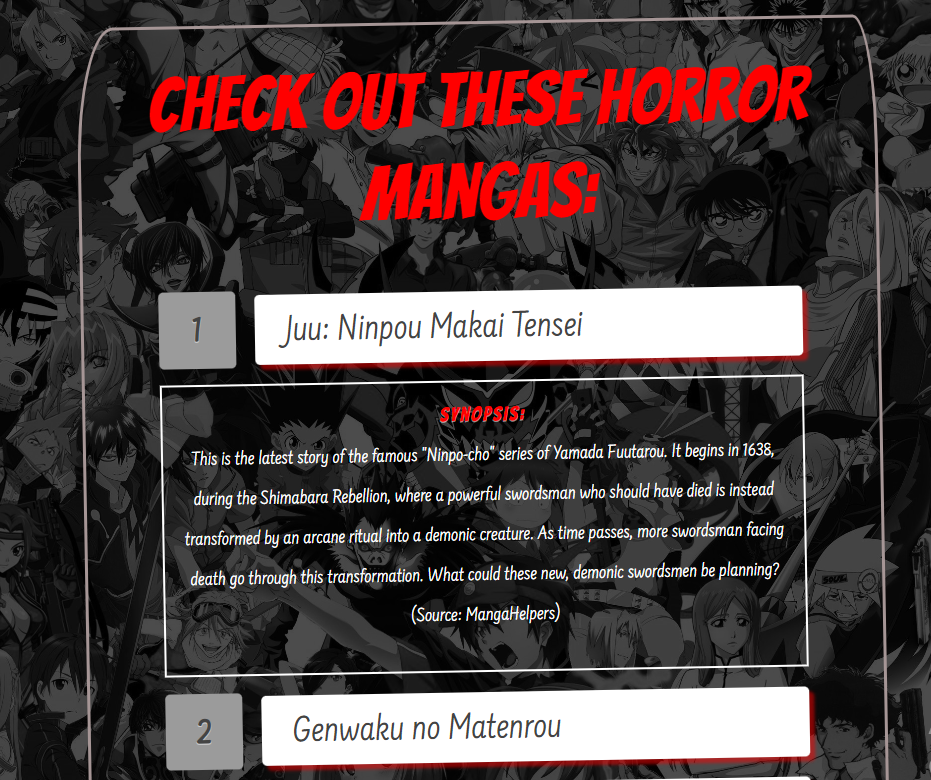 CHECK OUT THESE HORROR
MANGAS:
1
Juu: Ninpou Makai Tensei
SYNOPSIS:
This is the latest story of the famous "Ninpo-cho" series of Yamada Fuutarou. It begins in 1638,
during the Shimabara Rebellion, where a powerful swordsman who should have died is instead
transformed by an arcane ritual into a demonic creature. As time passes, more swordsman facing
death go through this transformation. What could these new, demonic swordsmen be planning?
(Source: MangaHelpers)
SOUL
2
Genwaku no Matenrou